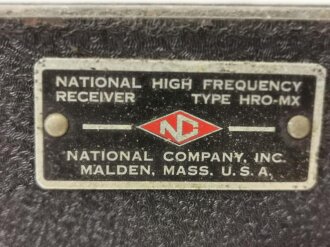 NATIONAL HIGH FREQUENCY
RECEIVER TYPE HRO-MX
NC
NATIONAL COMPANY, INC.
MALDEN, MASS. U.S.A.